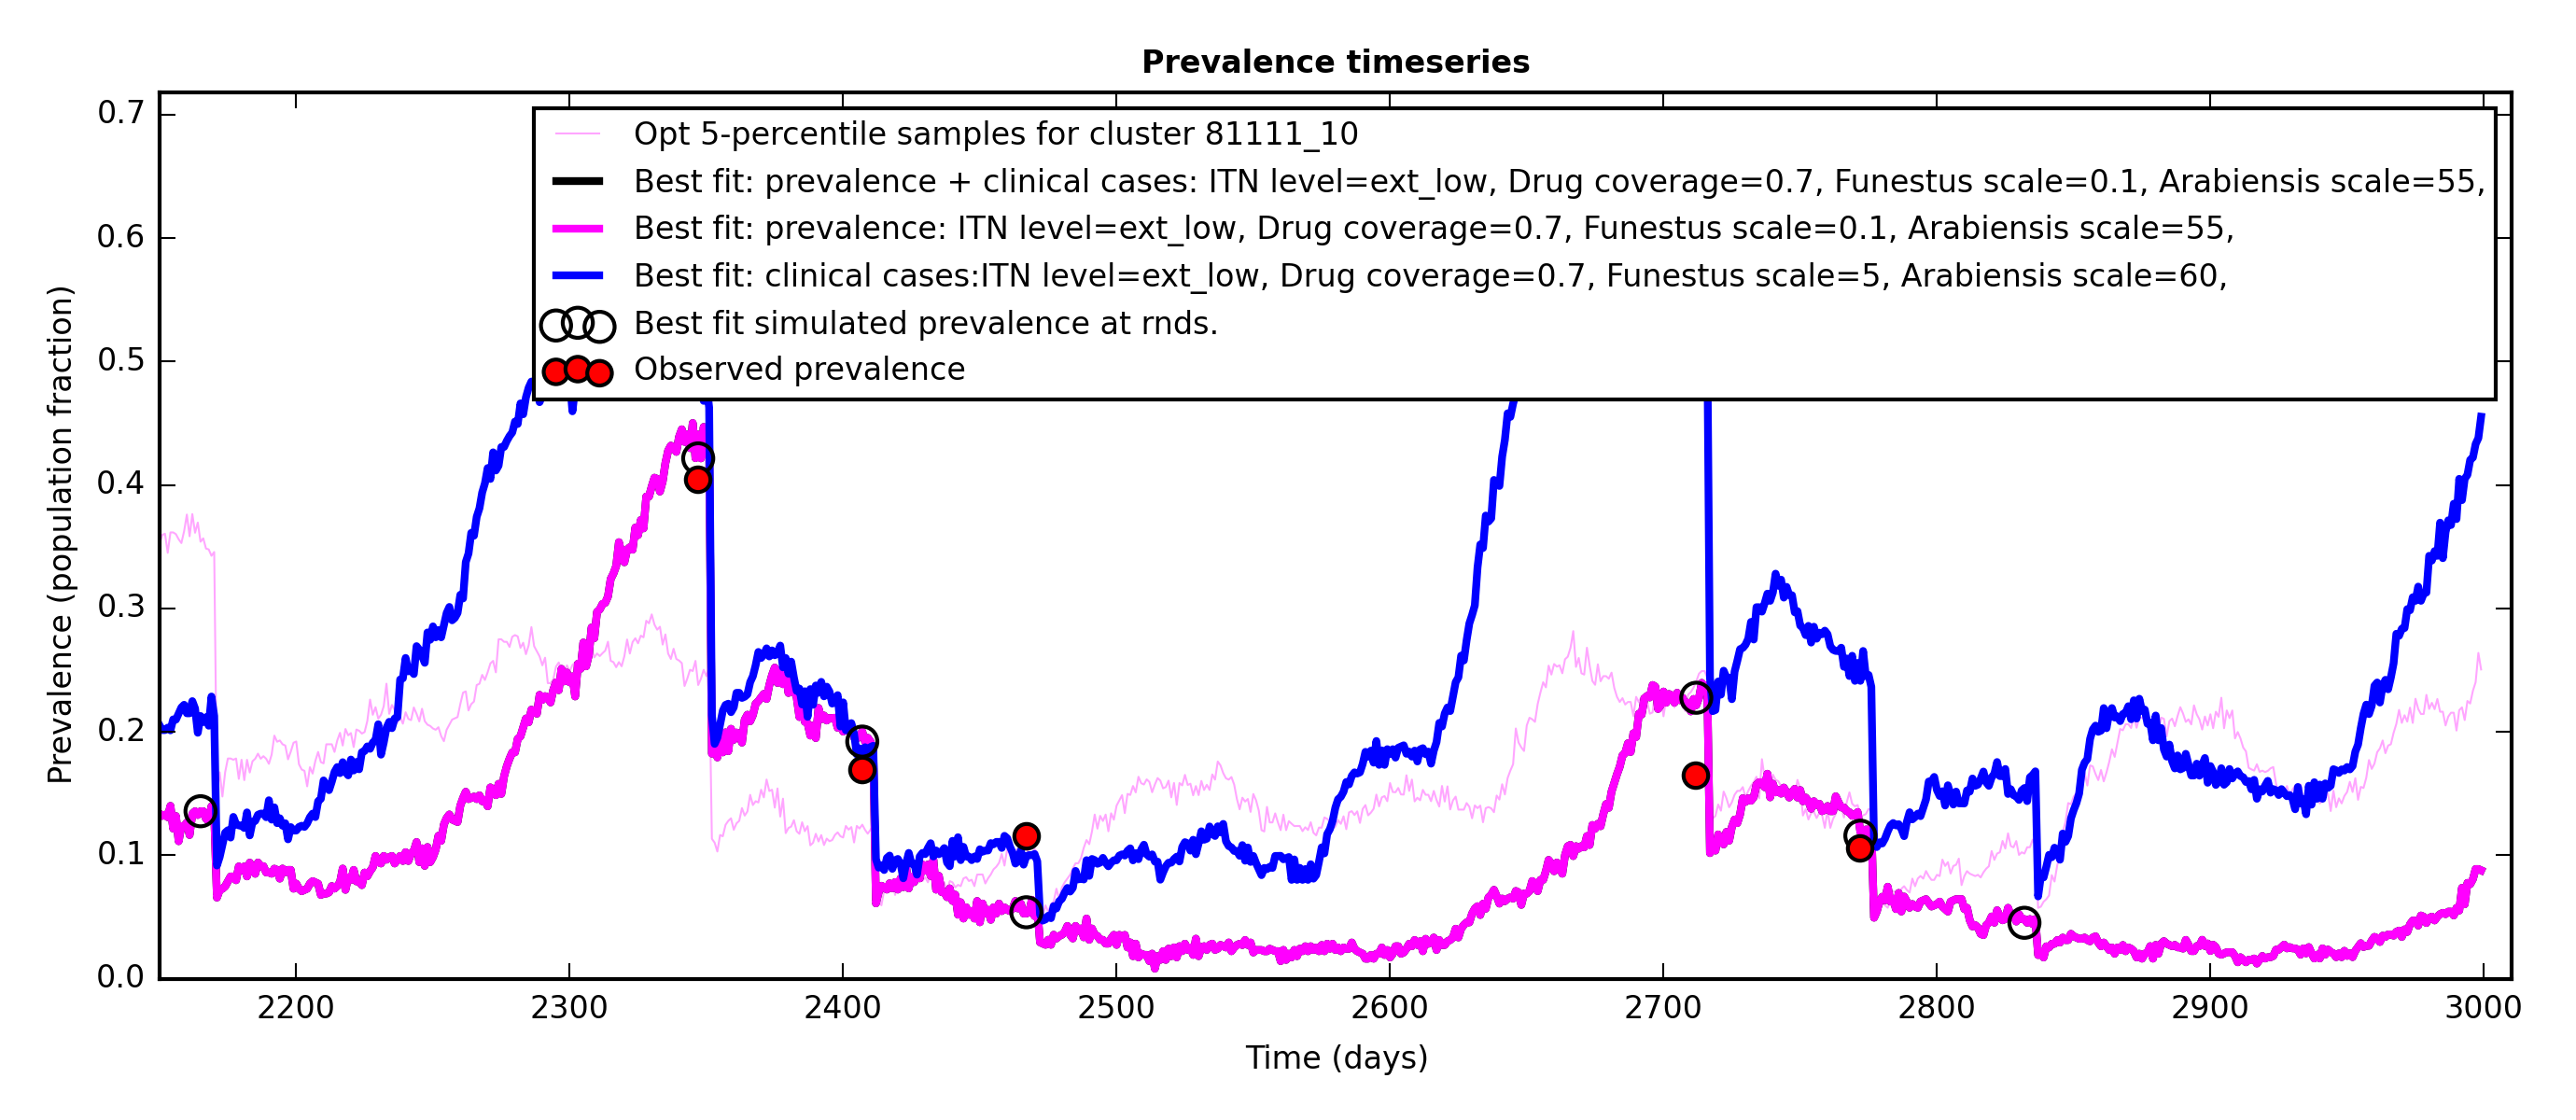 Prevalence timeseries
Opt 5-percentile samples for cluster 81111_10
Best fit: prevalence + clinical cases: ITN level=ext_low, Drug coverage=0.7, Funestus scale=0.1, Arabiensis scale=55,
Best fit: prevalence: ITN level=ext_low, Drug coverage=0.7, Funestus scale=0.1, Arabiensis scale=55,
Best fit: clinical cases:ITN level=ext_low, Drug coverage=0.7, Funestus scale=5, Arabiensis scale=60,
Best fit simulated prevalence at rnds.
Observed prevalence
Prevalence (population fraction)
0.7
0.6
0.5
0.4
0.3
0.2
0.1
0.0
2200 2300 2400 2500 2600 2700 2800 2900 3000
Time (days)